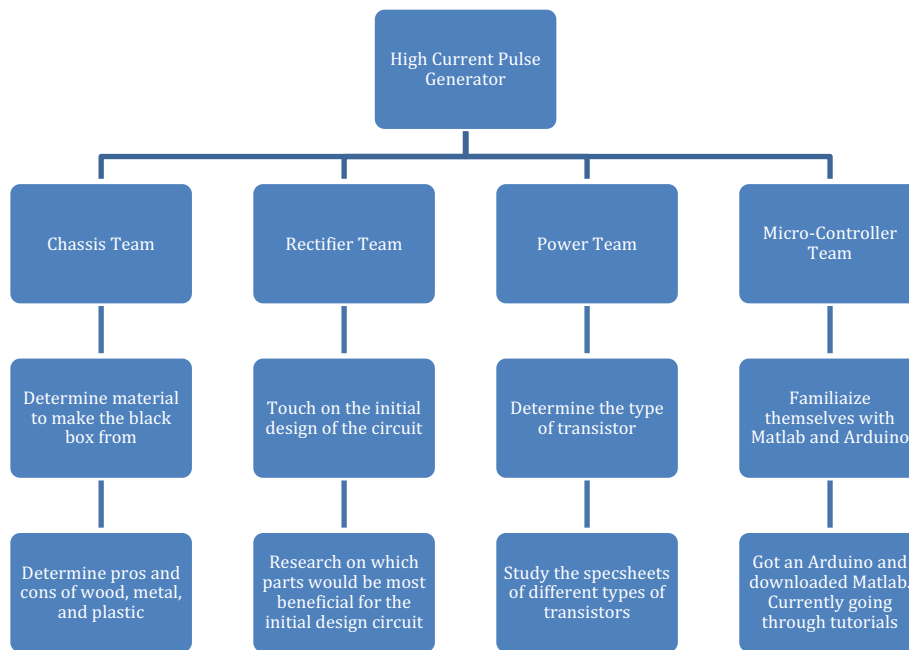 High Current Pulse
Generator
Chassis Team
Rectifier Team
Power Team
Micro-Controller
Team
Determine material
to make the black
box from
Touch on the initial
design of the circuit
Determine the type
of transistor
Familiaize
themselves with
Matlab and Arduino
Determine pros and
cons of wood, metal,
and plastic
Research on which
parts would be most
beneficial for the
initial design circuit
Study the specsheets
of different types of
transistors
Got an Arduino and
downloaded Matlab.
Currently going
through tutorials